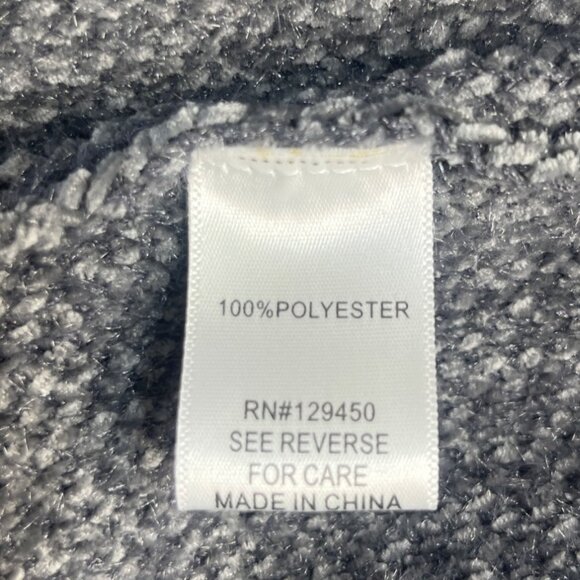 100%POLYESTER
RN#129450
SEE REVERSE
FOR CARE
MADE IN CHINA